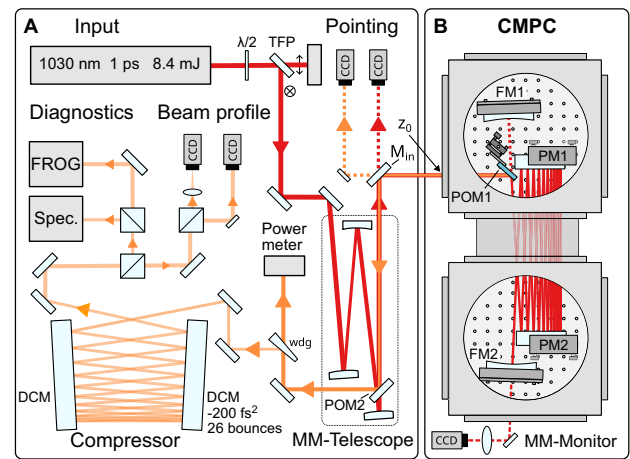 A
Input
1030 nm 1 ps 8.4 mJ
λ/2
TFP
Pointing
CCD
CCD
Diagnostics
Beam profile
CCD
CCD
FROG
Spec.
Power
meter
M_in
z_0
wdg
DCM
DCM
-200 fs²
26 bounces
Compressor
POM2
MM-Telescope
B
CMPC
FM1
PM1
POM1
PM2
FM2
CCD
MM-Monitor